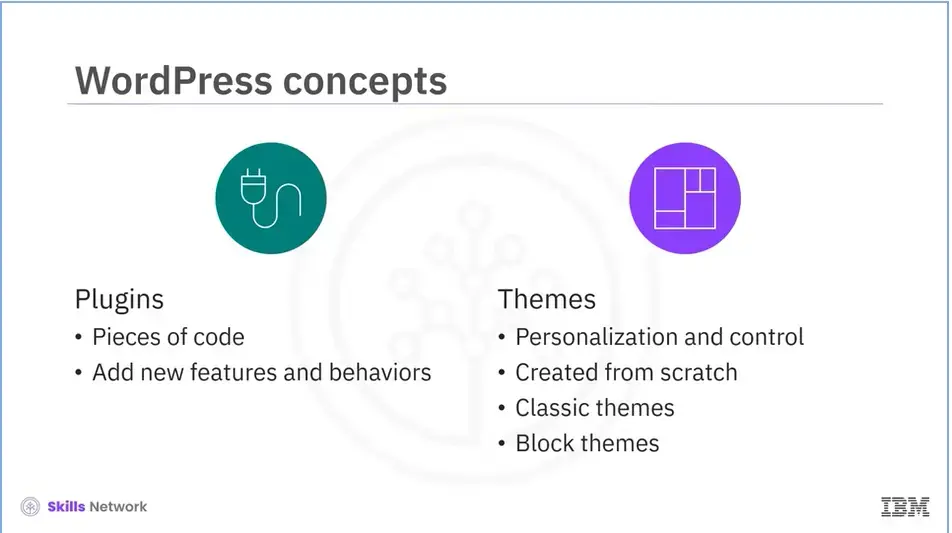 WordPress concepts
Plugins
• Pieces of code
• Add new features and behaviors
Themes
• Personalization and control
• Created from scratch
• Classic themes
• Block themes
Skills Network
IBM